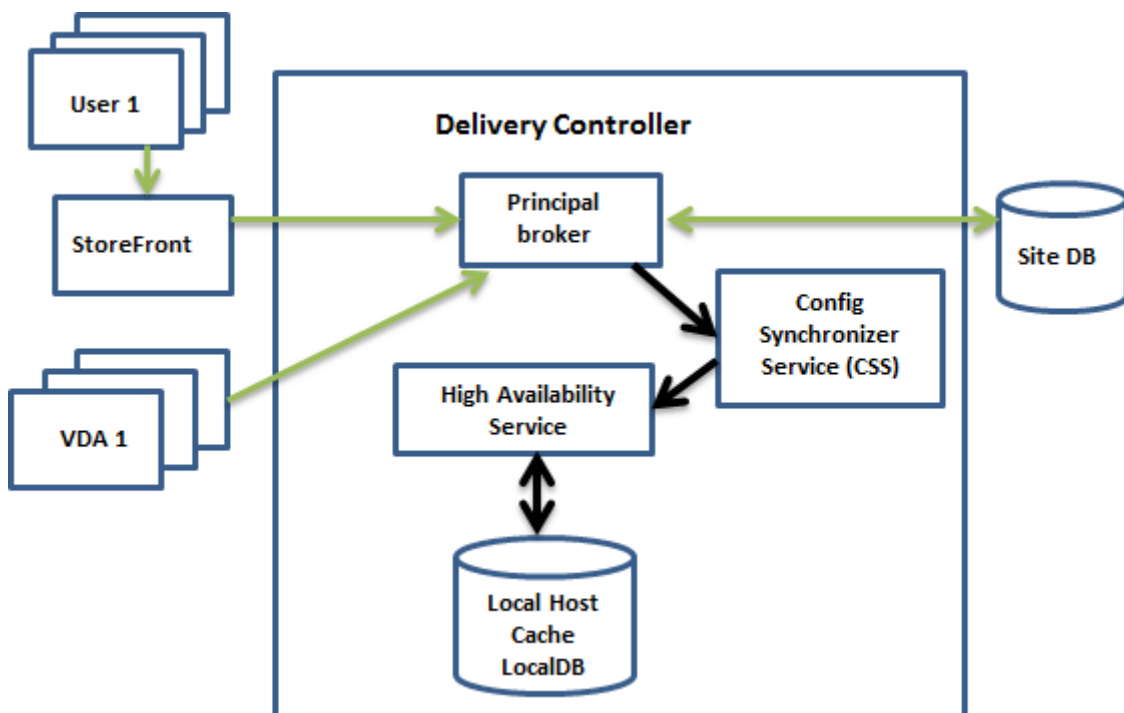 User 1
Delivery Controller
Principal
broker
StoreFront
Site DB
Config
Synchronizer
Service (CSS)
High Availability
Service
VDA 1
Local Host
Cache
LocalDB